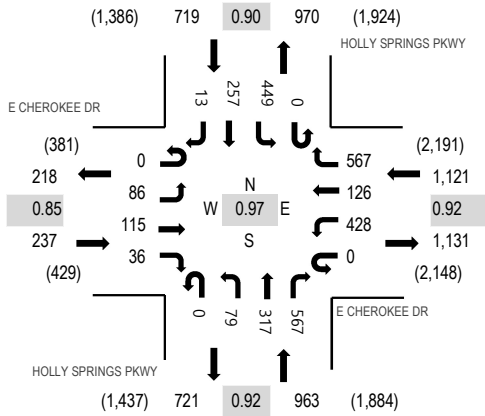 (1,386) 719 0.90 970 (1,924)
HOLLY SPRINGS PKWY
E CHEROKEE DR
13 257 449 0
(381)
218
0.85
237
(429)
0
86
115
36
N
W 0.97 E
S
567
126
428
0
(2,191)
1,121
0.92
1,131
(2,148)
0 79 317 567
E CHEROKEE DR
HOLLY SPRINGS PKWY
(1,437) 721 0.92 963 (1,884)